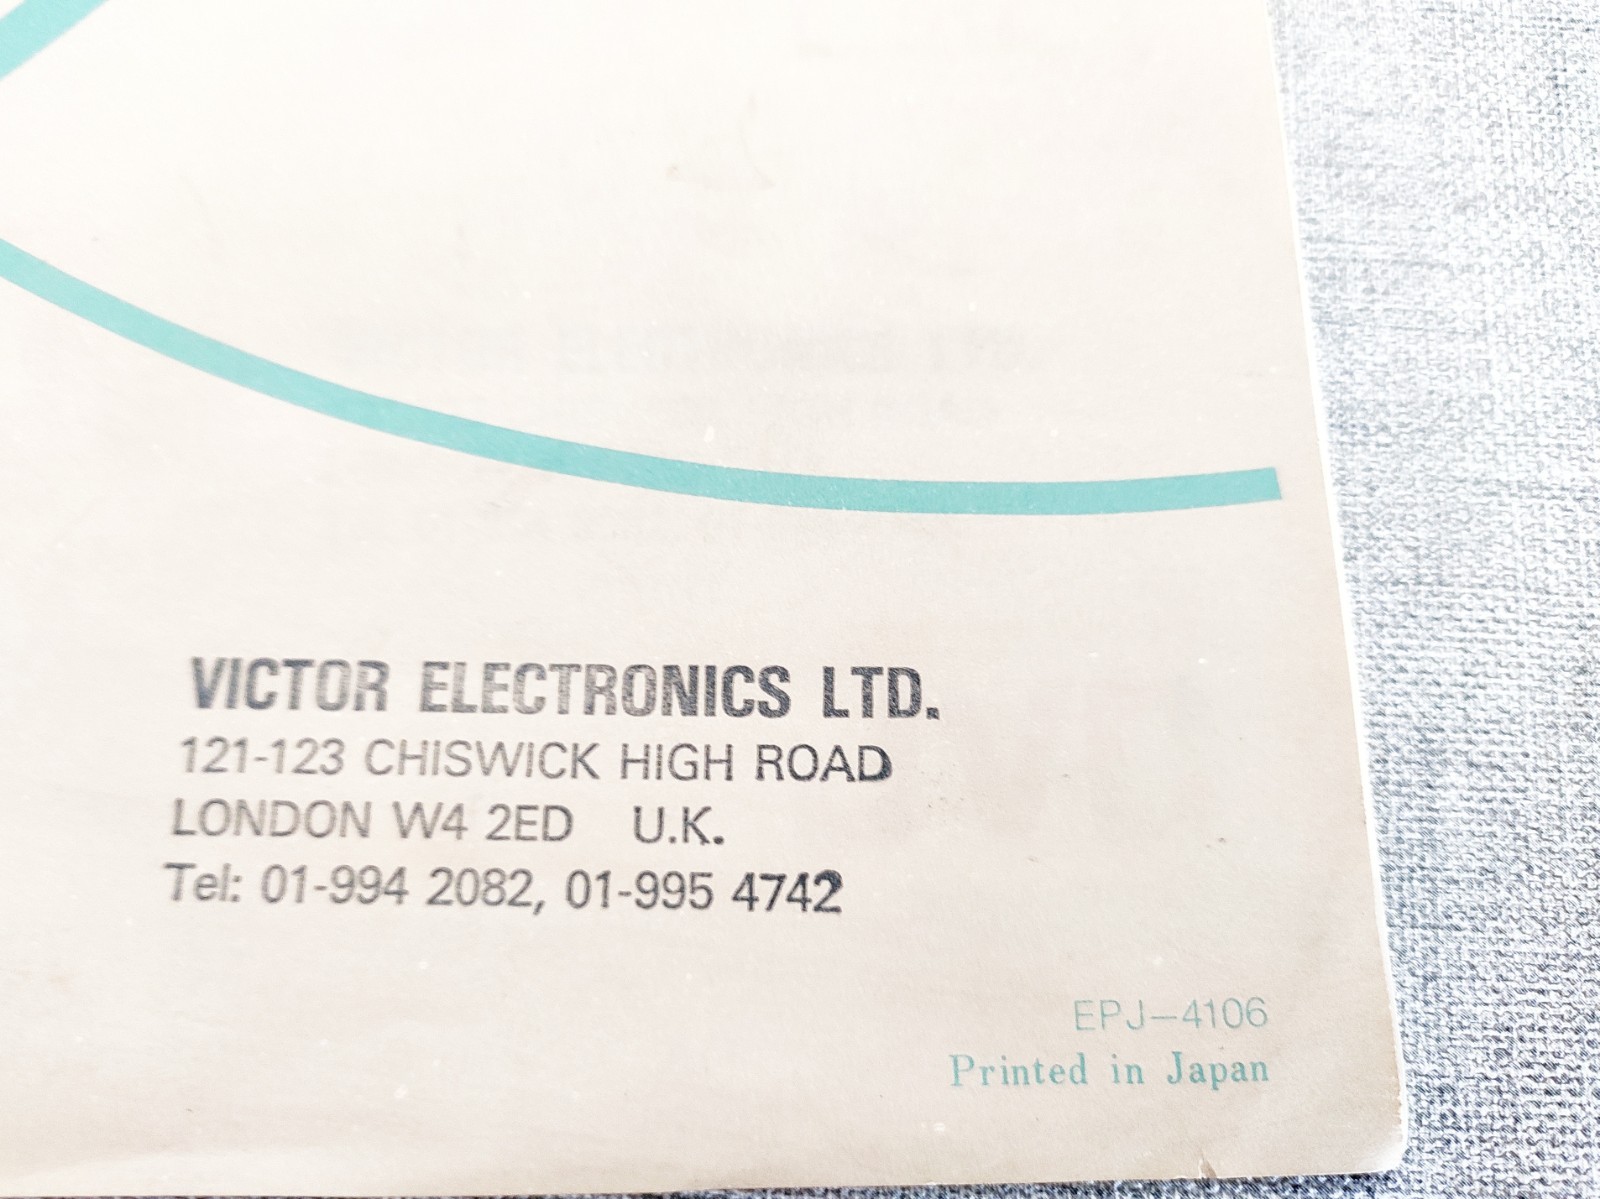 VICTOR ELECTRONICS LTD.
121-123 CHISWICK HIGH ROAD
LONDON W4 2ED U.K.
Tel: 01-994 2082, 01-995 4742
EPJ-4106
Printed in Japan